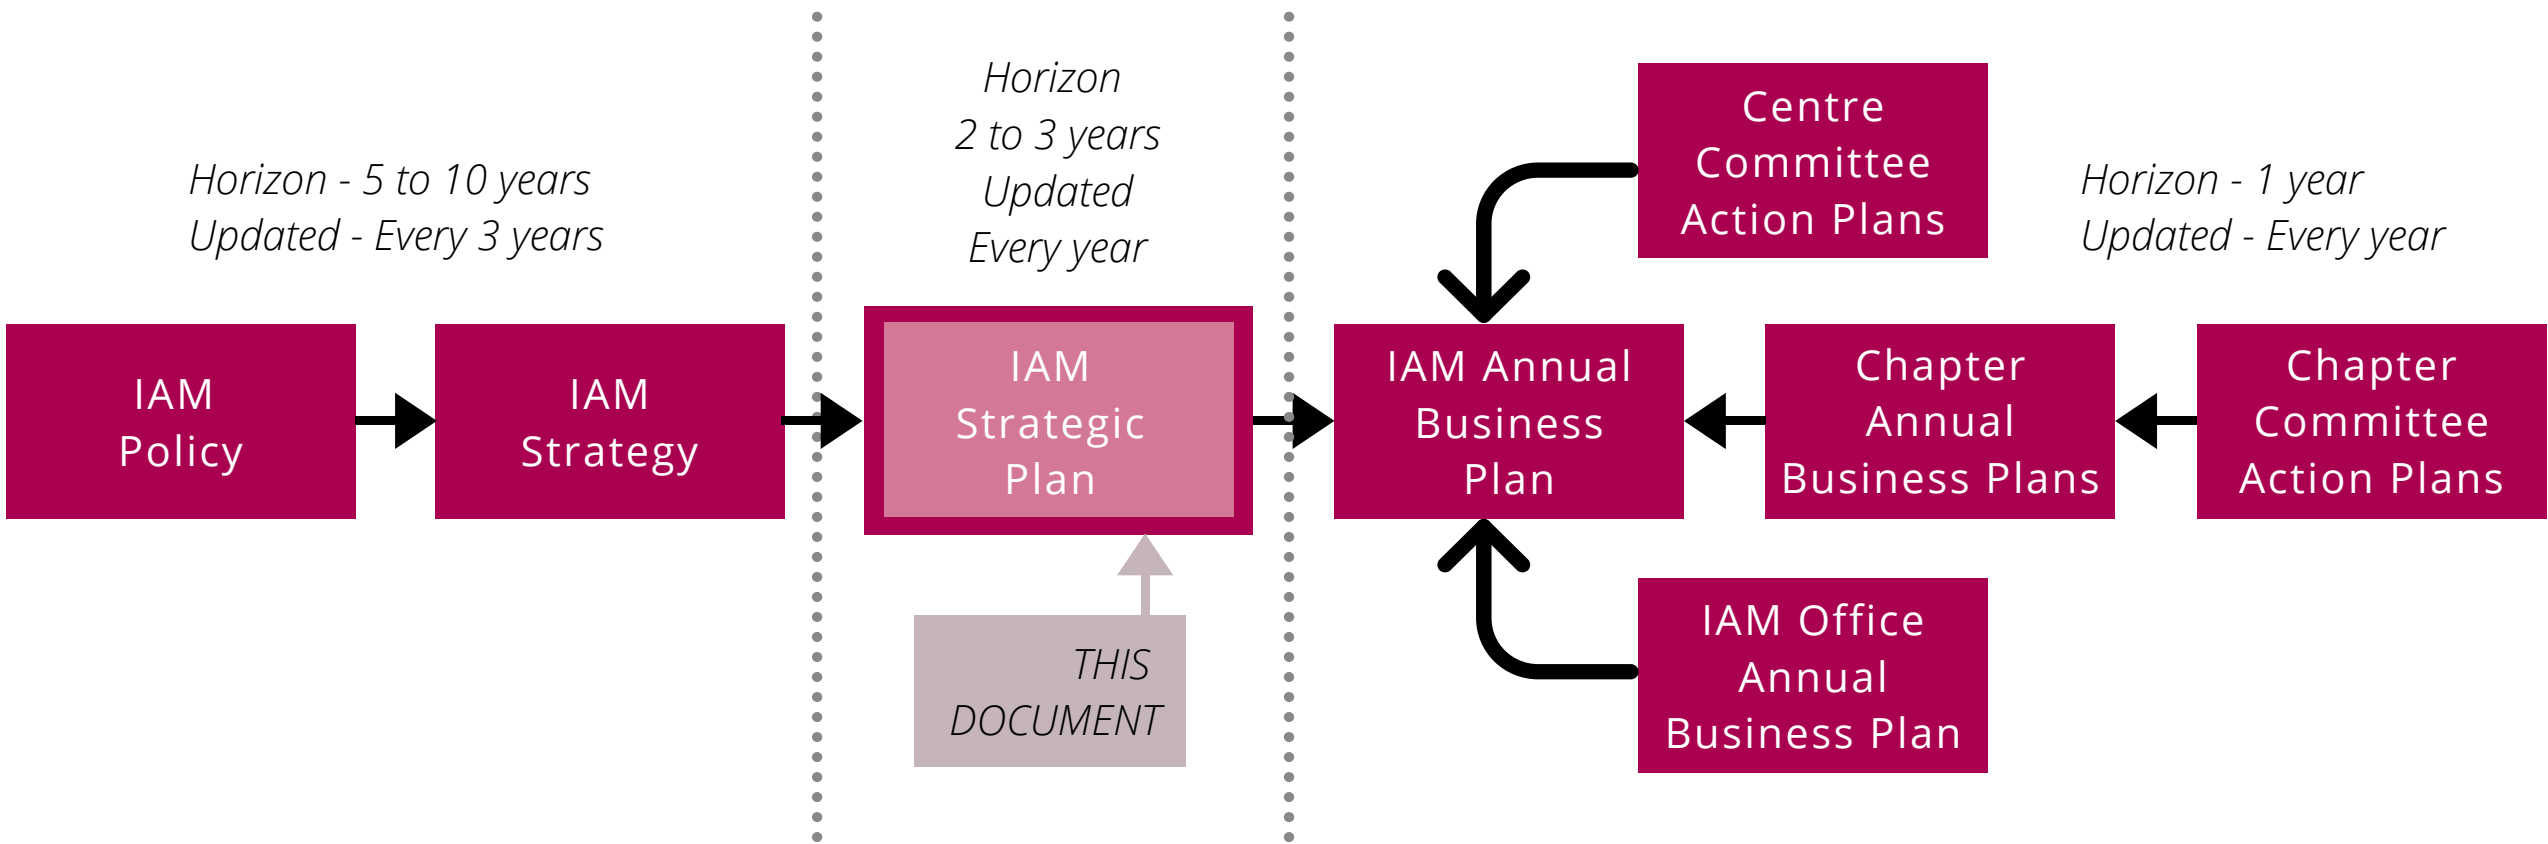 Horizon - 5 to 10 years
Updated - Every 3 years
IAM
Policy
IAM
Strategy
Horizon
2 to 3 years
Updated
Every year
IAM
Strategic
Plan
THIS
DOCUMENT
Centre
Committee
Action Plans
Horizon - 1 year
Updated - Every year
IAM Annual
Business
Plan
Chapter
Annual
Business Plans
Chapter
Committee
Action Plans
IAM Office
Annual
Business Plan